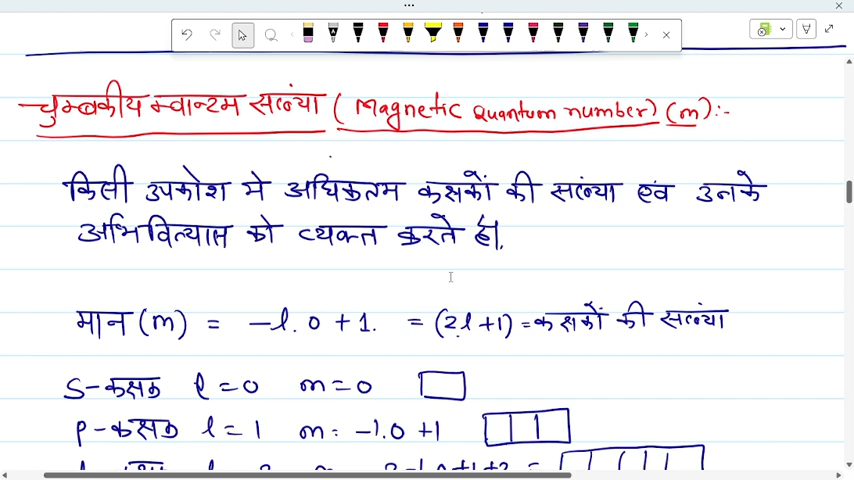 चुम्बकीय क्वान्टम संख्या ( Magnetic Quantum number) (m):-
किसी उपकोश मे अधिकतम कक्षकों की संख्या एवं उनके
अभिविन्यास को व्यक्त करते है।
मान (m) = -l. 0 + 1. = (2l+1) = कक्षकों की संख्या
S-कक्षक l = 0 m = 0
P-कक्षक l = 1 m: -1.0 +1